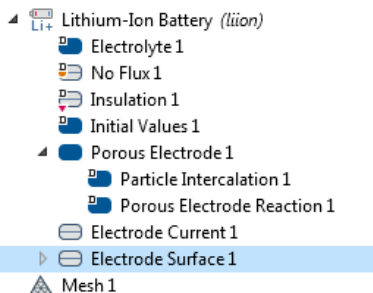 Lithium-Ion Battery (liion)
Li+
D Electrolyte 1
D No Flux 1
D Insulation 1
D Initial Values 1
Porous Electrode 1
D Particle Intercalation 1
D Porous Electrode Reaction 1
Electrode Current 1
Electrode Surface 1
Mesh 1